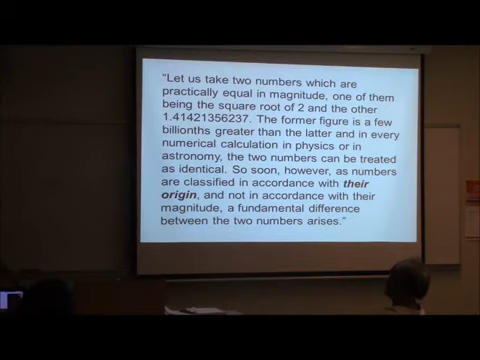 “Let us take two numbers which are
practically equal in magnitude, one of them
being the square root of 2 and the other
1.41421356237. The former figure is a few
billionths greater than the latter and in every
numerical calculation in physics or in
astronomy, the two numbers can be treated
as identical. So soon, however, as numbers
are classified in accordance with their
origin, and not in accordance with their
magnitude, a fundamental difference
between the two numbers arises.”